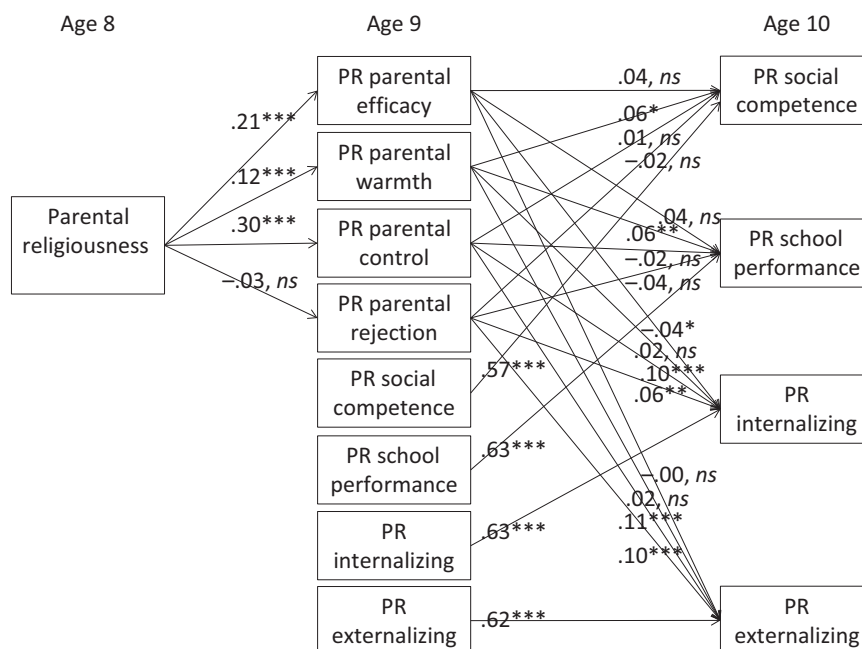 Age 8
Age 9
Age 10
PR parental
efficacy
PR parental
warmth
PR parental
control
PR parental
rejection
PR social
competence
PR school
performance
PR
internalizing
PR
externalizing
Parental
religiousness
.21***
.12***
.30***
−.03, ns
.57***
.63***
.63***
.62***
.04, ns
.06*
.01, ns
−.02, ns
.04, ns
.06**
−.02, ns
−.04, ns
−.04*
.02, ns
.10***
.06**
−.00, ns
.02, ns
.11***
.10***
PR social
competence
PR school
performance
PR
internalizing
PR
externalizing